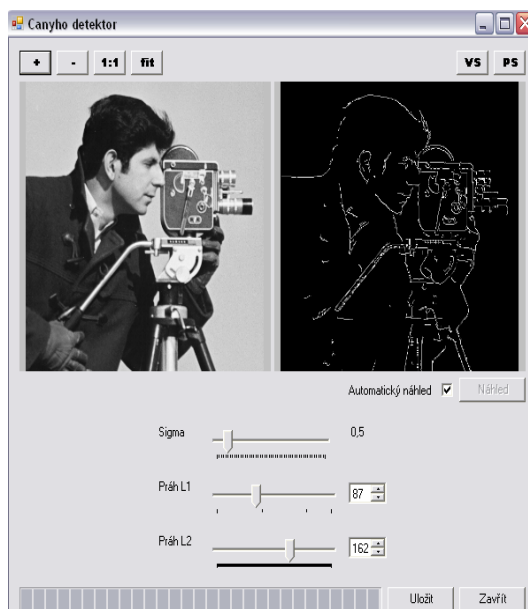 Canyho detektor
+ - 1:1 fit VS PS
Automatický náhled Náhled
Sigma 0,5
Práh L1 87
Práh L2 162
Uložit Zavřít